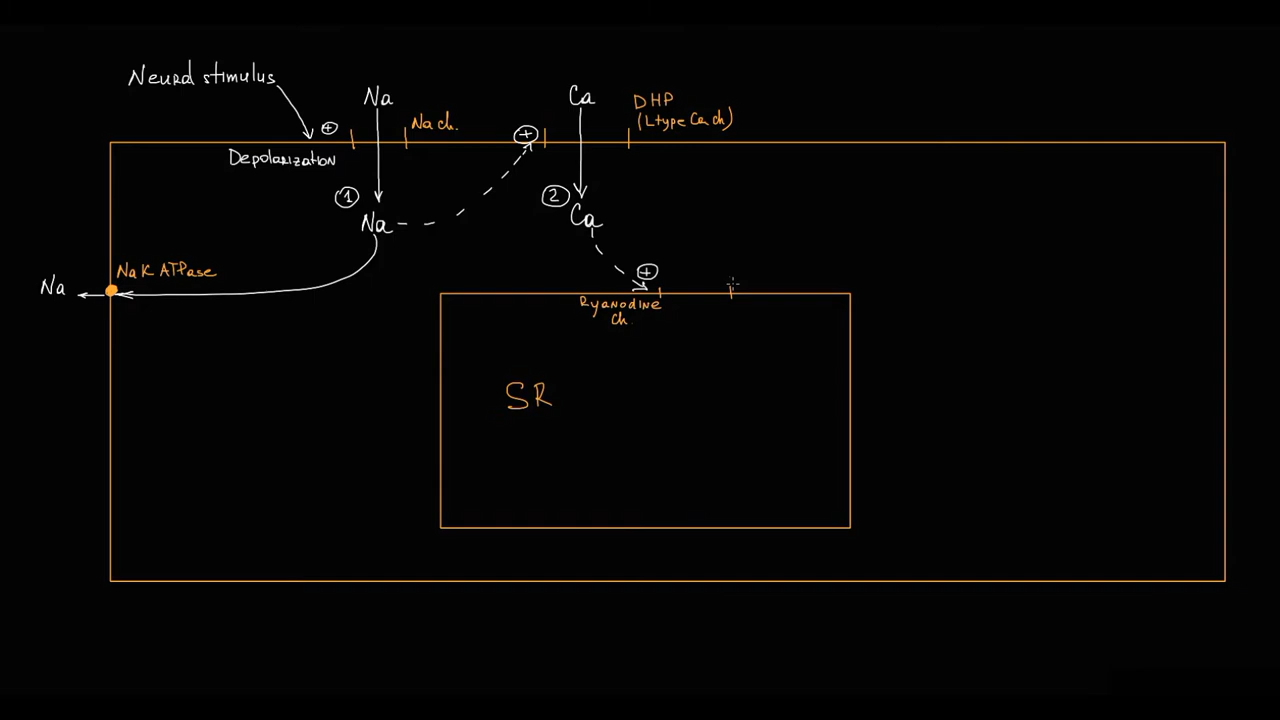 Neural stimulus
Na
Ca
DHP
(Ltype Ca ch)
+
Na ch.
+
Depolarization
1
Na
2
Ca
Na K ATPase
Na
+
Ryanodine
Ch.
SR